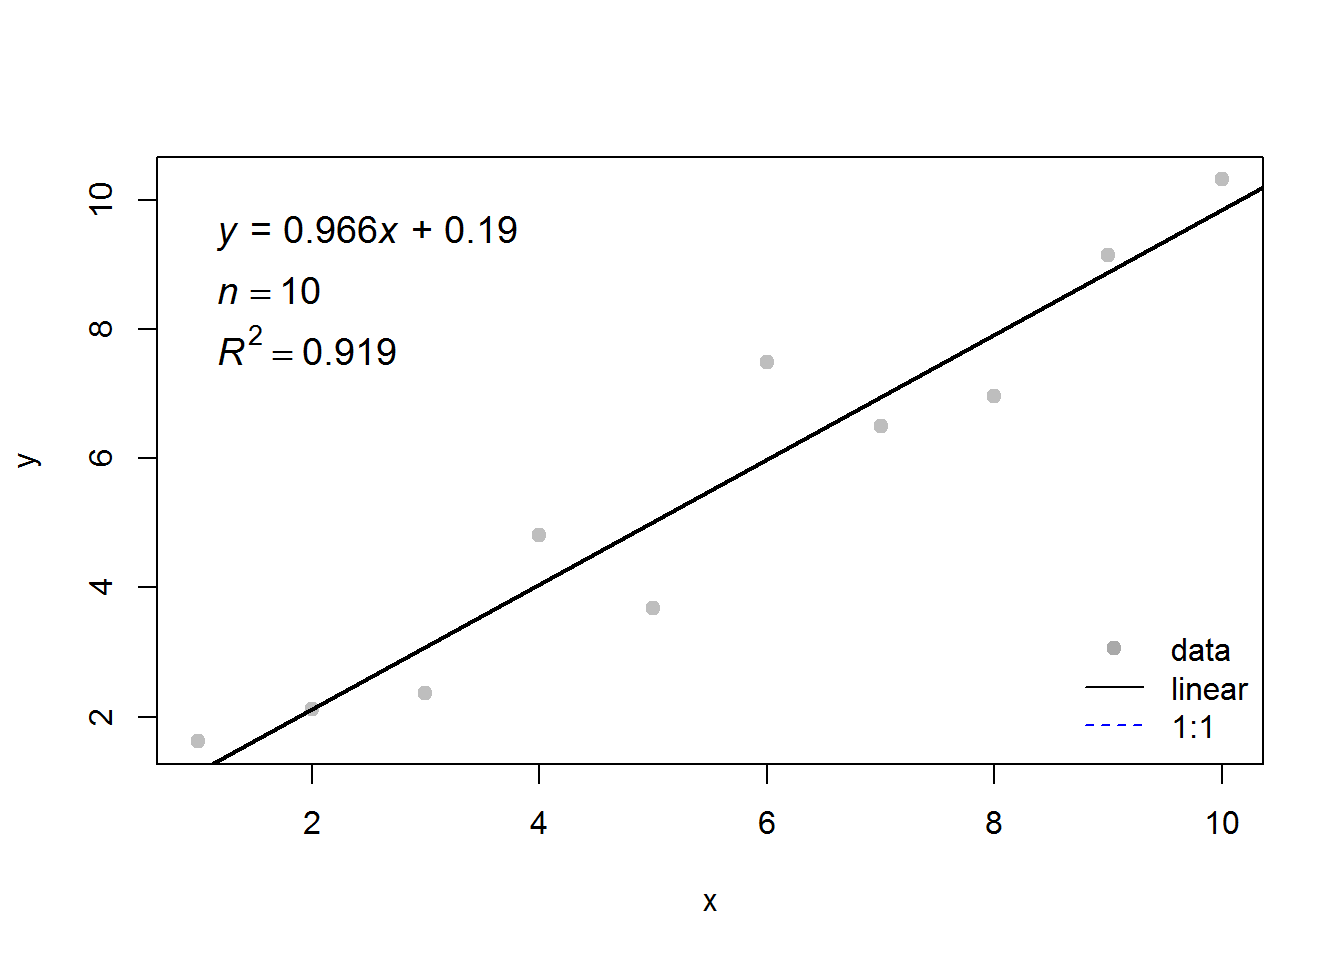 y = 0.966x + 0.19
n = 10
R² = 0.919
10
8
6
4
2
y
data
linear
1:1
2 4 6 8 10
x